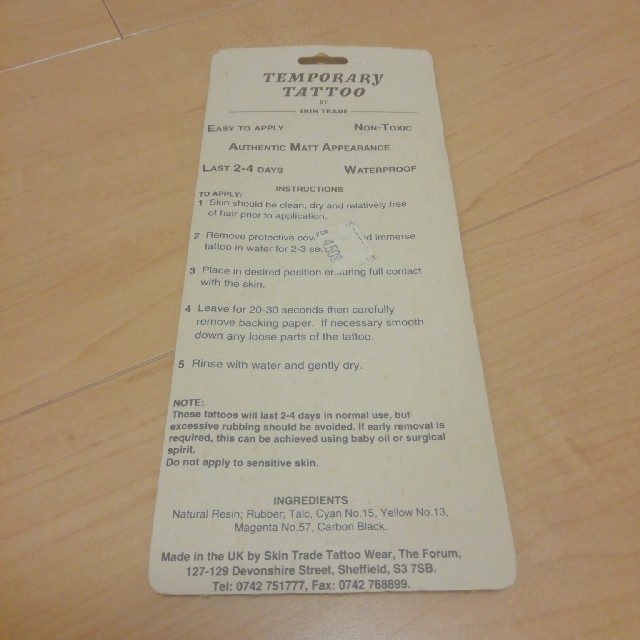 TEMPORARY
TATTOO
BY
SKIN TRADE
EASY TO APPLY NON-TOXIC
AUTHENTIC MATT APPEARANCE
LAST 2-4 DAYS WATERPROOF
INSTRUCTIONS
TO APPLY:
1 Skin should be clean, dry and relatively free
of hair prior to application.
2 Remove protective immerse
tattoo in water for 2-3
3 Place in desired position ensuring full contact
with the skin.
4 Leave for 20-30 seconds then carefully
remove backing paper. If necessary smooth
down any loose parts of the tattoo.
5 Rinse with water and gently dry.
NOTE:
These tattoos will last 2-4 days in normal use, but
excessive rubbing should be avoided. If early removal is
required, this can be achieved using baby oil or surgical
spirit.
Do not apply to sensitive skin.
INGREDIENTS
Natural Resin; Rubber; Talc, Cyan No.15, Yellow No.13,
Magenta No.57, Carbon Black.
Made in the UK by Skin Trade Tattoo Wear, The Forum,
127-129 Devonshire Street, Sheffield, S3 7SB.
Tel: 0742 751777, Fax: 0742 768899.